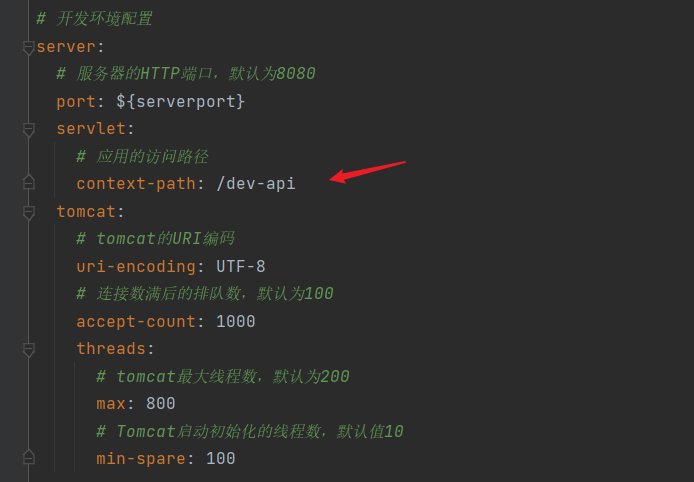 # 开发环境配置
server:
# 服务器的HTTP端口，默认为8080
port: ${serverport}
servlet:
# 应用的访问路径
context-path: /dev-api
tomcat:
# tomcat的URI编码
uri-encoding: UTF-8
# 连接数满后的排队数，默认为100
accept-count: 1000
threads:
# tomcat最大线程数，默认为200
max: 800
# Tomcat启动初始化的线程数，默认值10
min-spare: 100